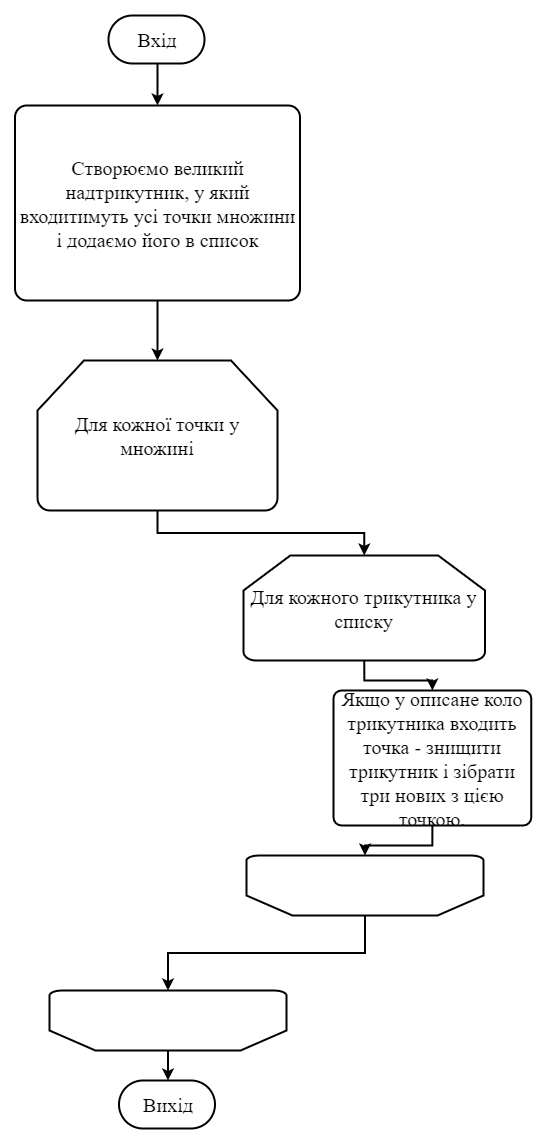 Вхід
Створюємо великий
надтрикутник, у який
входитимуть усі точки множини
і додаємо його в список
Для кожної точки у
множині
Для кожного трикутника у
списку
Якщо у описане коло
трикутника входить
точка - знищити
трикутник і зібрати
три нових з цією
точкою.
Вихід